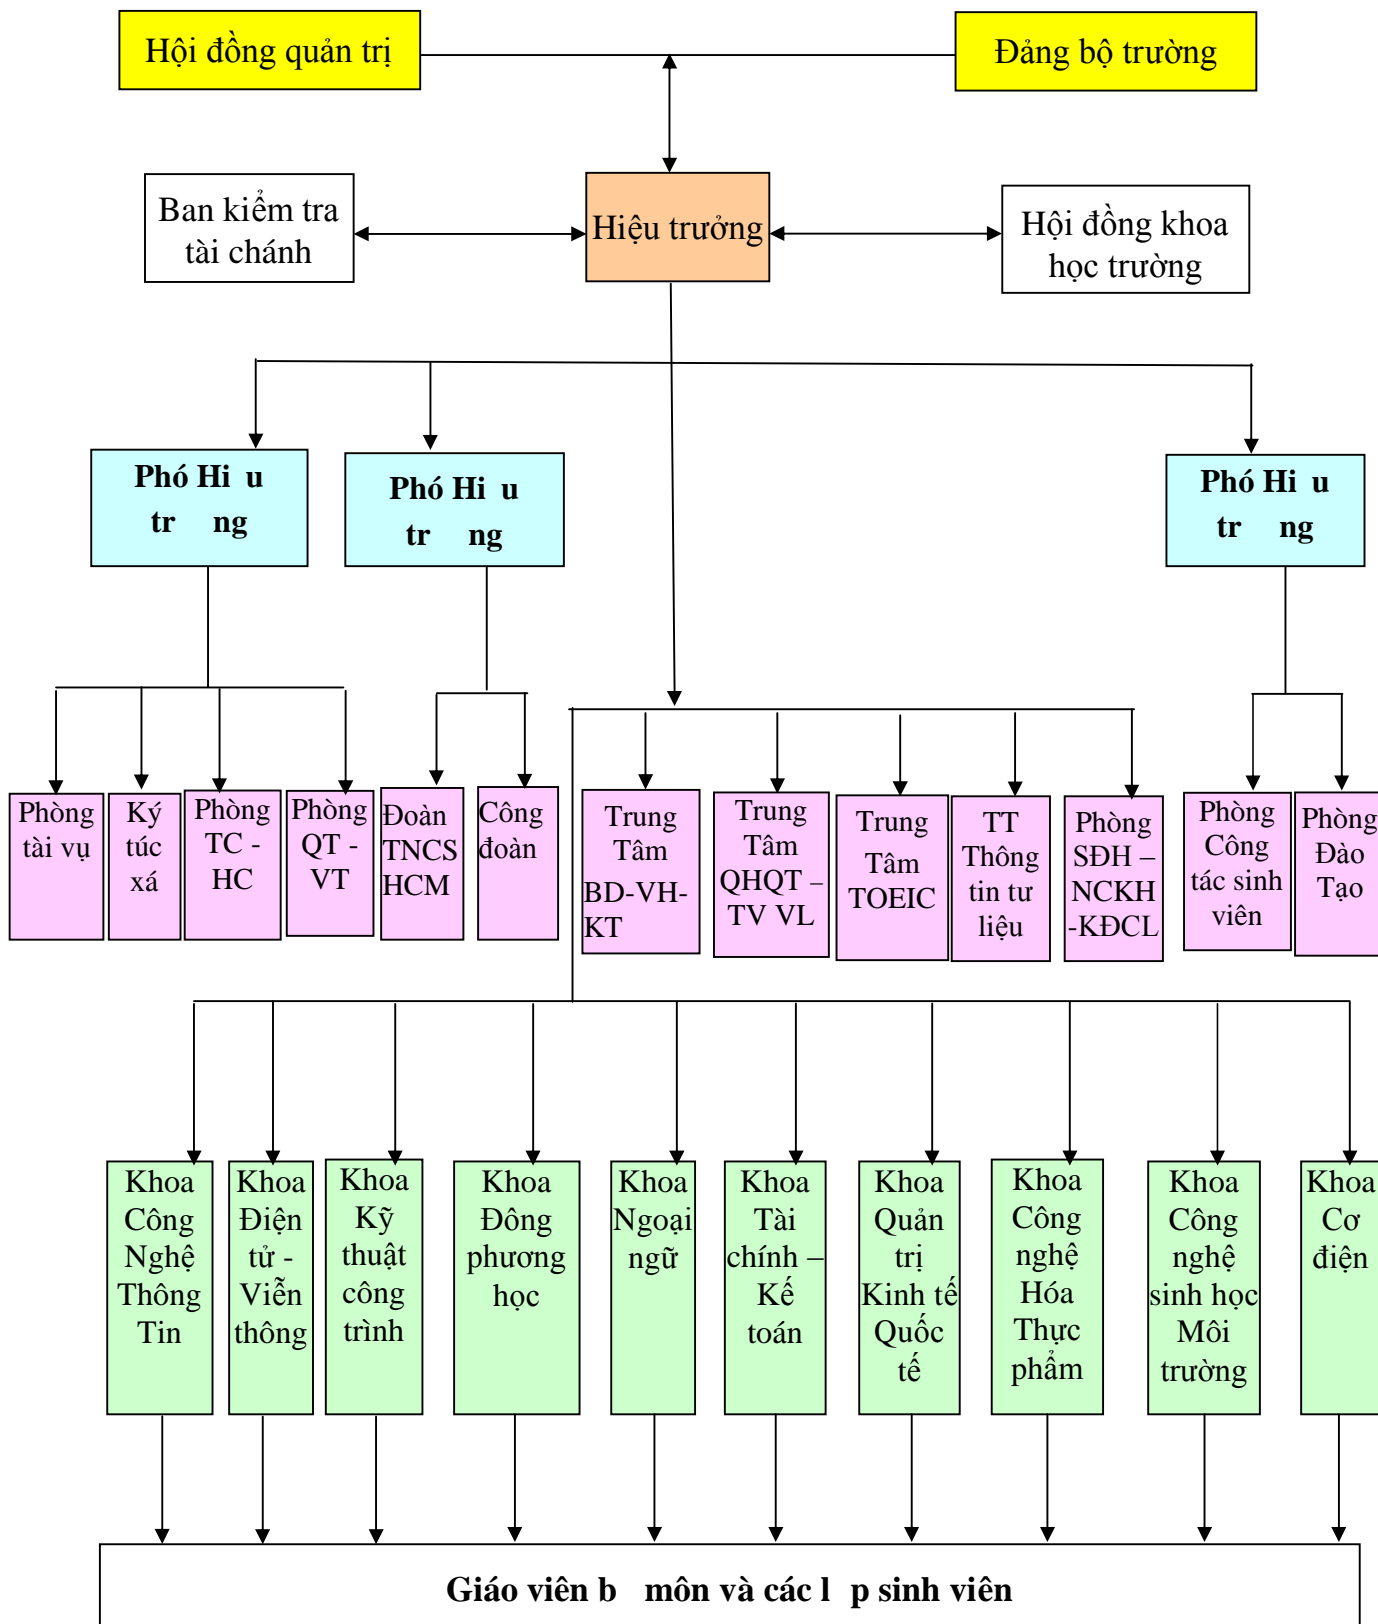 Hội đồng quản trị
Đảng bộ trường
Ban kiểm tra
tài chánh
Hiệu trưởng
Hội đồng khoa
học trường
Phó Hi u
tr ng
Phó Hi u
tr ng
Phó Hi u
tr ng
Phòng
tài vụ
Ký
túc
xá
Phòng
TC -
HC
Phòng
QT -
VT
Đoàn
TNCS
HCM
Công
đoàn
Trung
Tâm
BD-VH-
KT
Trung
Tâm
QHQT –
TV VL
Trung
Tâm
TOEIC
TT
Thông
tin tư
liệu
Phòng
SĐH –
NCKH
-KĐCL
Phòng
Công
tác sinh
viên
Phòng
Đào
Tạo
Khoa
Công
Nghệ
Thông
Tin
Khoa
Điện
tử -
Viễn
thông
Khoa
Kỹ
thuật
công
trình
Khoa
Đông
phương
học
Khoa
Ngoại
ngữ
Khoa
Tài
chính –
Kế
toán
Khoa
Quản
trị
Kinh tế
Quốc
tế
Khoa
Công
nghệ
Hóa
Thực
phẩm
Khoa
Công
nghệ
sinh học
Môi
trường
Khoa
Cơ
điện
Giáo viên b môn và các l p sinh viên